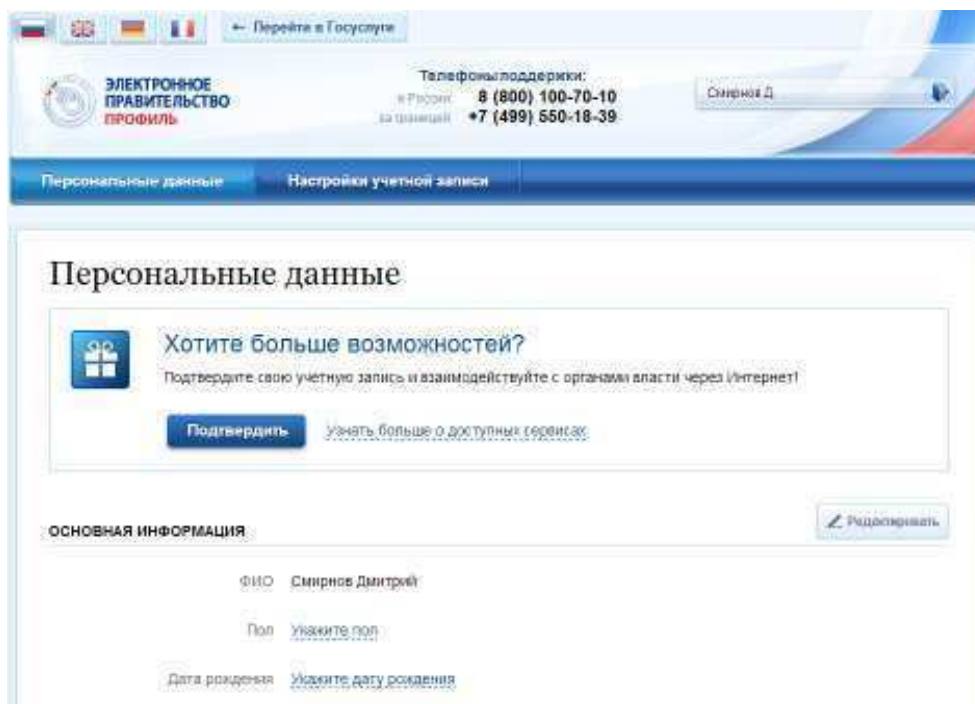 ← Перейти в Госуслуги
ЭЛЕКТРОННОЕ
ПРАВИТЕЛЬСТВО
ПРОФИЛЬ
Телефоны поддержки:
в России 8 (800) 100-70-10
за границей +7 (499) 550-18-39
Смирнов Д.
Персональные данные Настройки учетной записи
Персональные данные
Хотите больше возможностей?
Подтвердите свою учетную запись и взаимодействуйте с органами власти через Интернет!
Подтвердить Узнать больше о доступных сервисах
ОСНОВНАЯ ИНФОРМАЦИЯ Редактировать
ФИО Смирнов Дмитрий
Пол Укажите пол
Дата рождения Укажите дату рождения